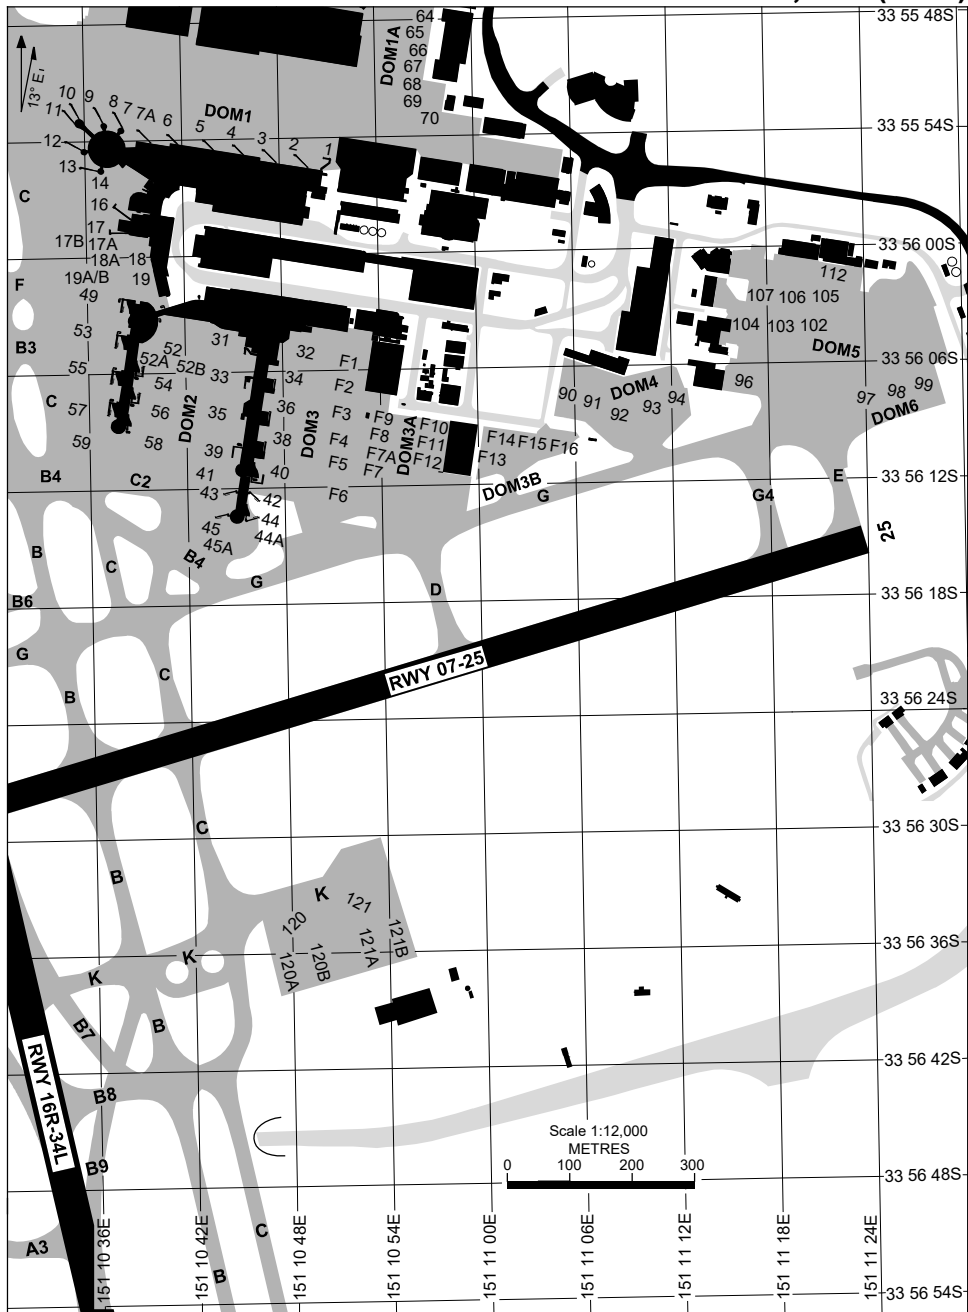 33 55 48S
64
65
66
67
68
69
70
DOM1A
13° E
10
9
8
7
7A
6
11
DOM1
5
4
3
2
1
33 55 54S
12
13
14
C
16
17
17B
17A
18A
18
33 56 00S
F
19A/B
19
49
112
107
106
105
104
103
102
DOM5
53
B3
52
31
32
F1
52A
52B
33 56 06S
55
54
33
34
F2
DOM4
96
C
57
56
DOM2
35
36
DOM3
F3
F9
DOM3A
F10
90
91
92
93
94
97
98
99
DOM6
59
58
39
38
F4
F8
F11
F14
F15
F16
F7A
F5
F7
F12
F13
B4
C2
41
40
DOM3B
33 56 12S
43
42
F6
G
G4
E
45
44
44A
45A
25
B
C
B4
G
D
B6
33 56 18S
G
C
RWY 07-25
B
33 56 24S
C
33 56 30S
B
K
121
120
121B
121A
33 56 36S
K
120B
120A
K
B7
B
33 56 42S
RWY 16R-34L
B8
Scale 1:12,000
METRES
0 100 200 300
B9
33 56 48S
A3
C
B
151 10 36E
151 10 42E
151 10 48E
151 10 54E
151 11 00E
151 11 06E
151 11 12E
151 11 18E
151 11 24E
33 56 54S